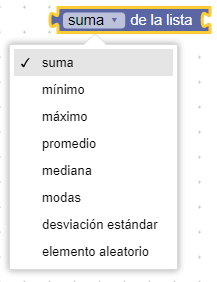 suma ▾ de la lista
✓ suma
mínimo
máximo
promedio
mediana
modas
desviación estándar
elemento aleatorio